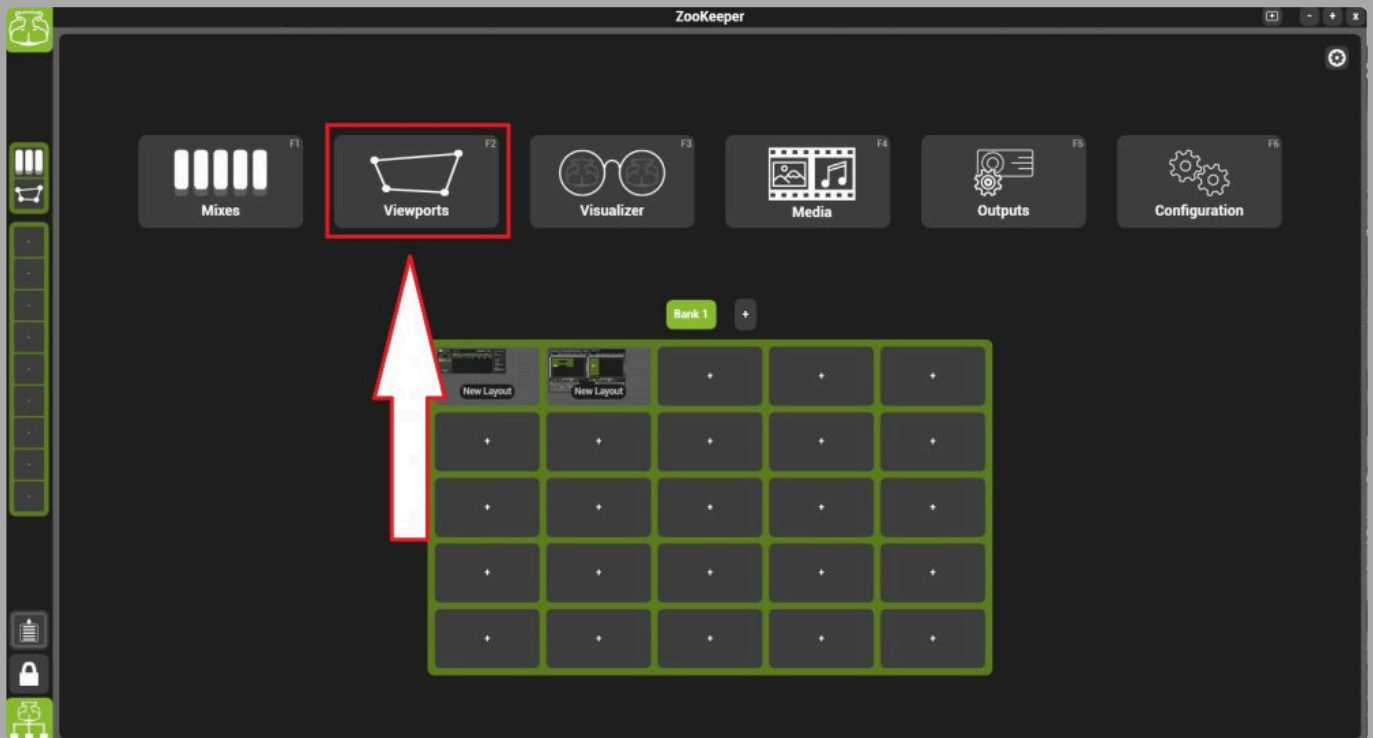 ZooKeeper
- + x
F1
Mixes
F2
Viewports
F3
Visualizer
F4
Media
F5
Outputs
F6
Configuration
Bank 1 +
New Layout New Layout + + +
+ + + + +
+ + + + +
+ + + + +
+ + + + +